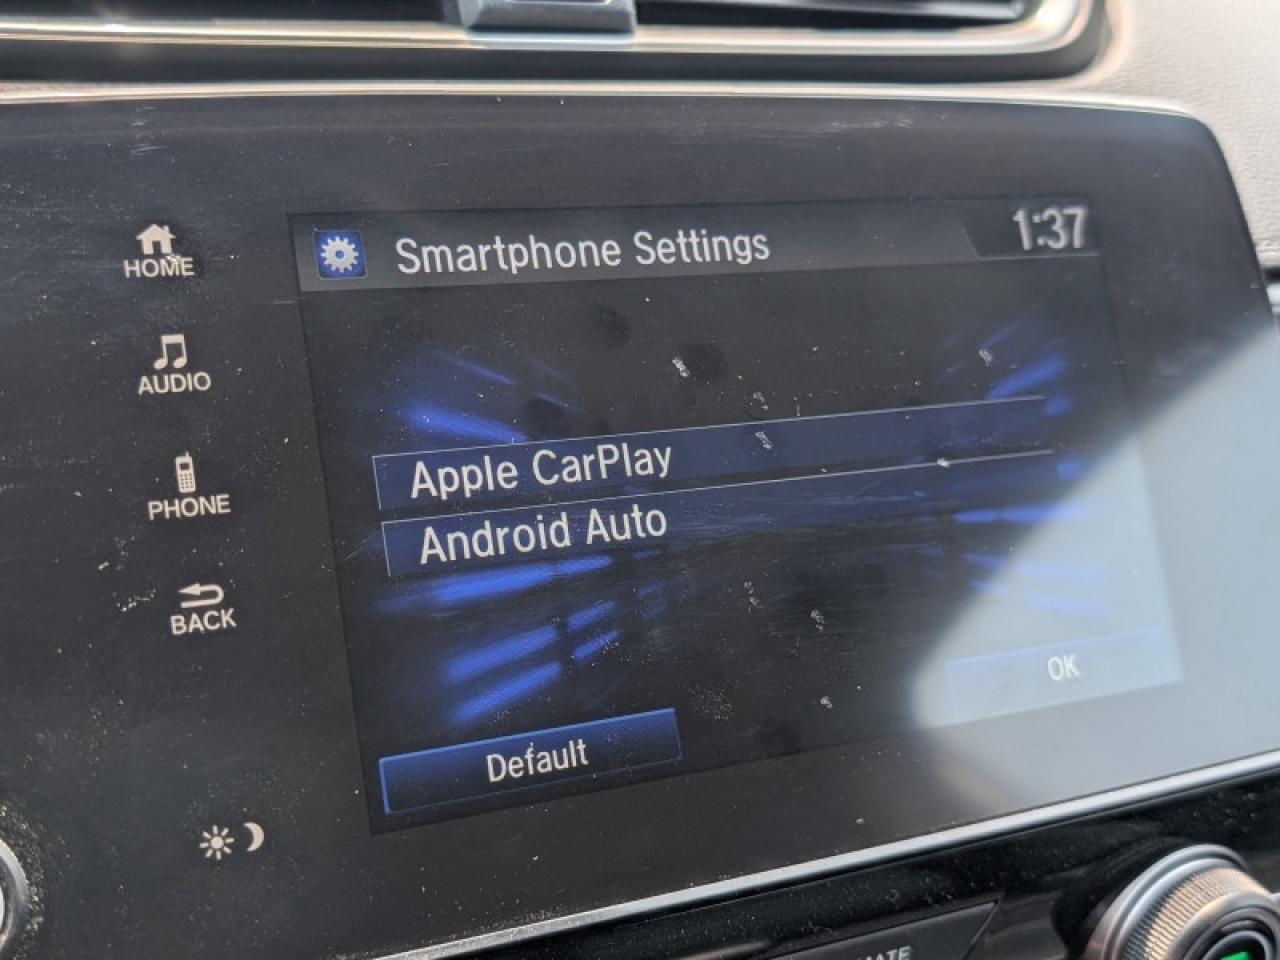 Smartphone Settings
1:37
HOME
AUDIO
PHONE
BACK
Apple CarPlay
Android Auto
OK
Default